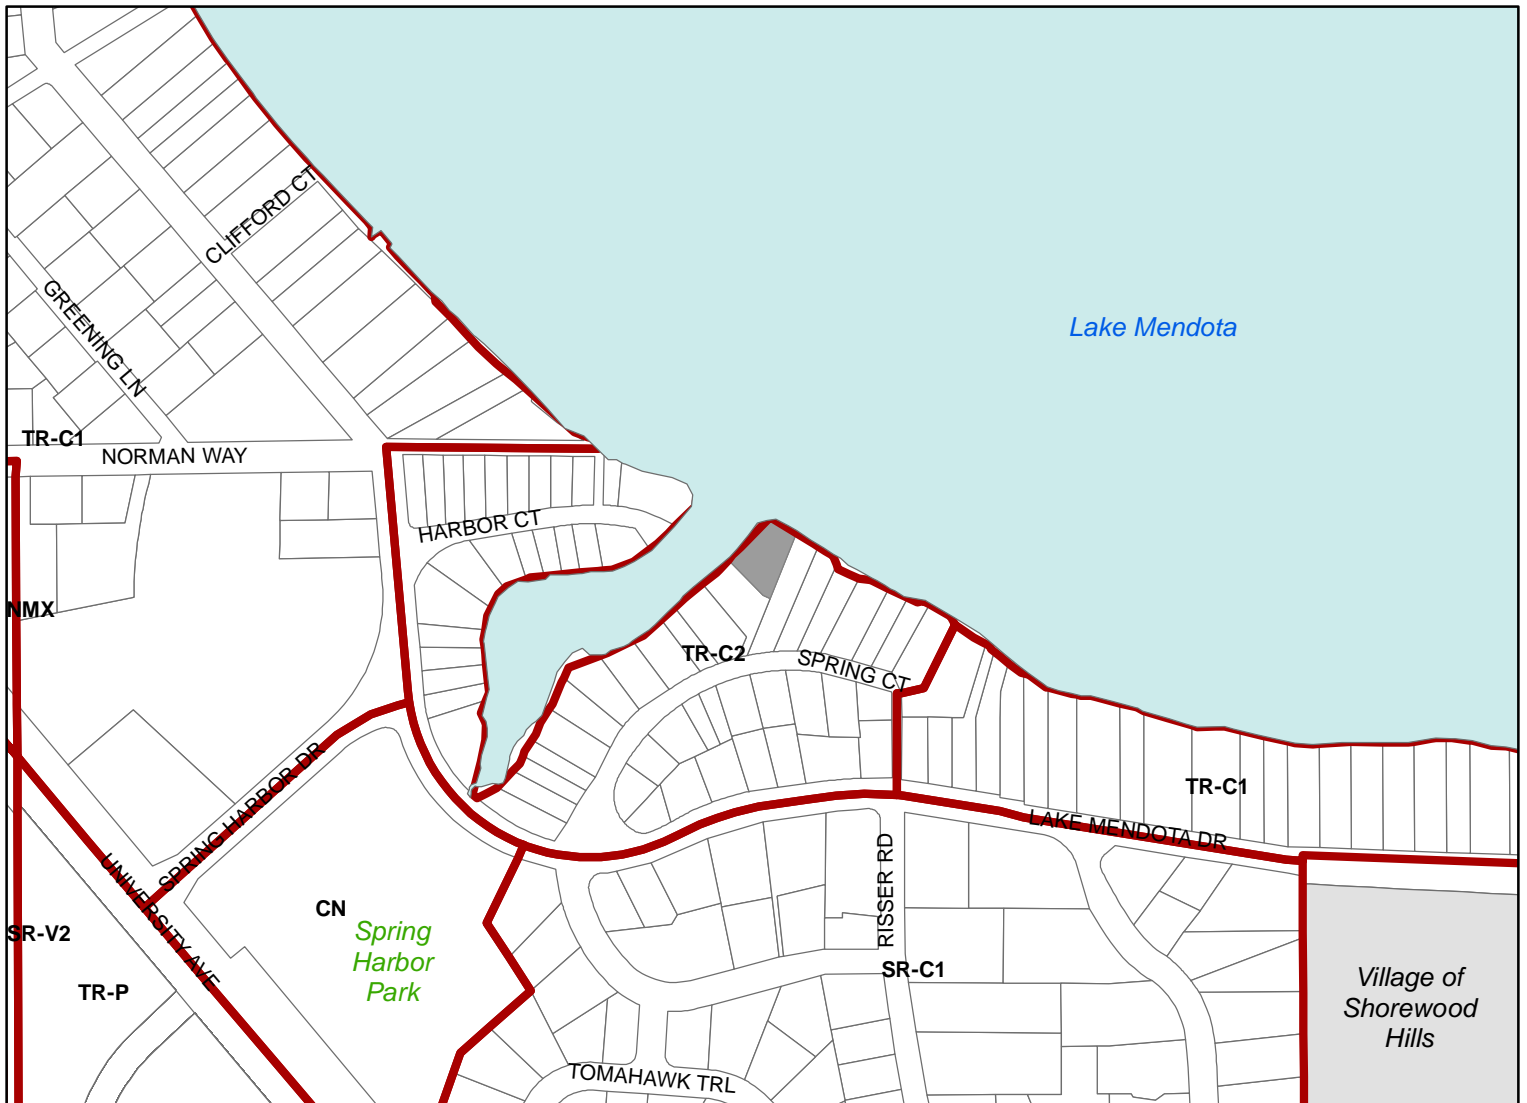 CLIFFORD CT
GREENING LN
Lake Mendota
TR-C1
NORMAN WAY
HARBOR CT
NMX
TR-C2
SPRING CT
SPRING HARBOR DR
TR-C1
LAKE MENDOTA DR
UNIVERSITY AVE
RISSER RD
CN
Spring
Harbor
Park
SR-V2
TR-P
SR-C1
Village of
Shorewood
Hills
TOMAHAWK TRL